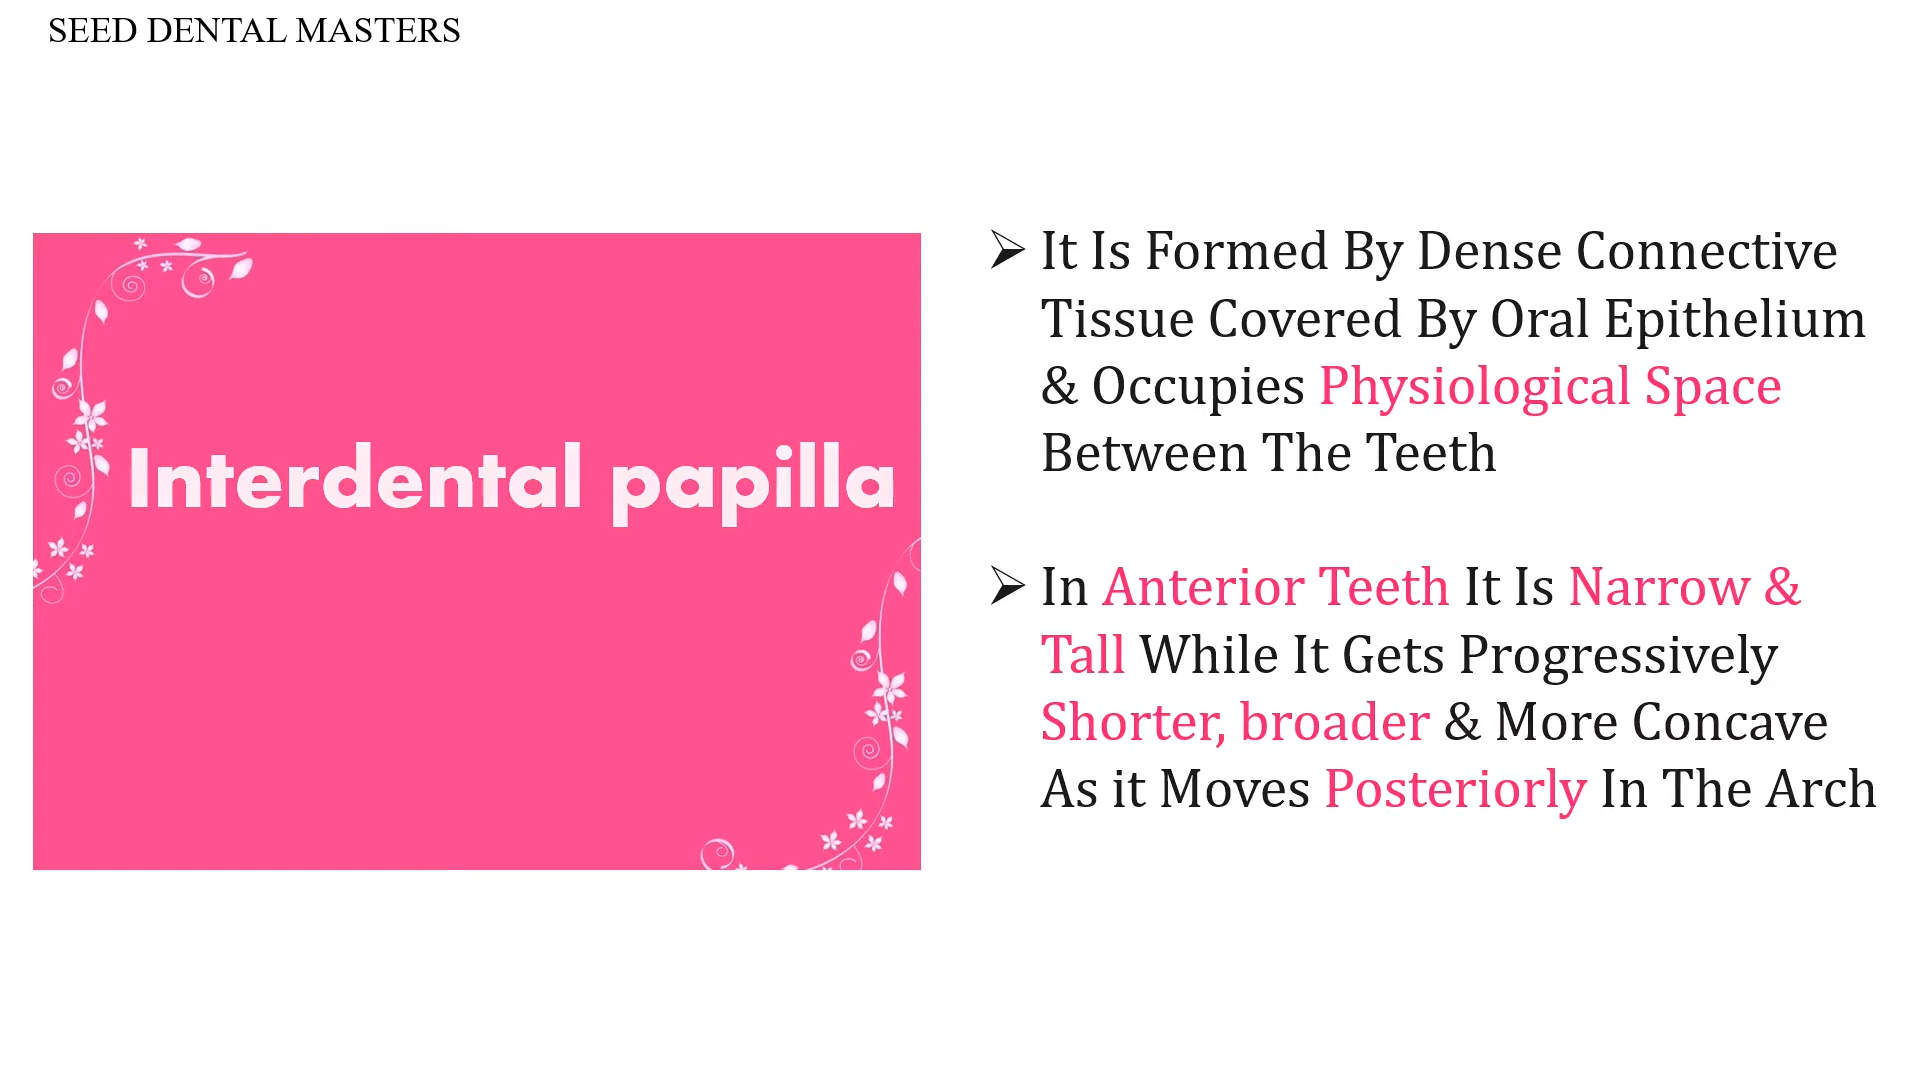 SEED DENTAL MASTERS
Interdental papilla
➢ It Is Formed By Dense Connective
Tissue Covered By Oral Epithelium
& Occupies Physiological Space
Between The Teeth
➢ In Anterior Teeth It Is Narrow &
Tall While It Gets Progressively
Shorter, broader & More Concave
As it Moves Posteriorly In The Arch